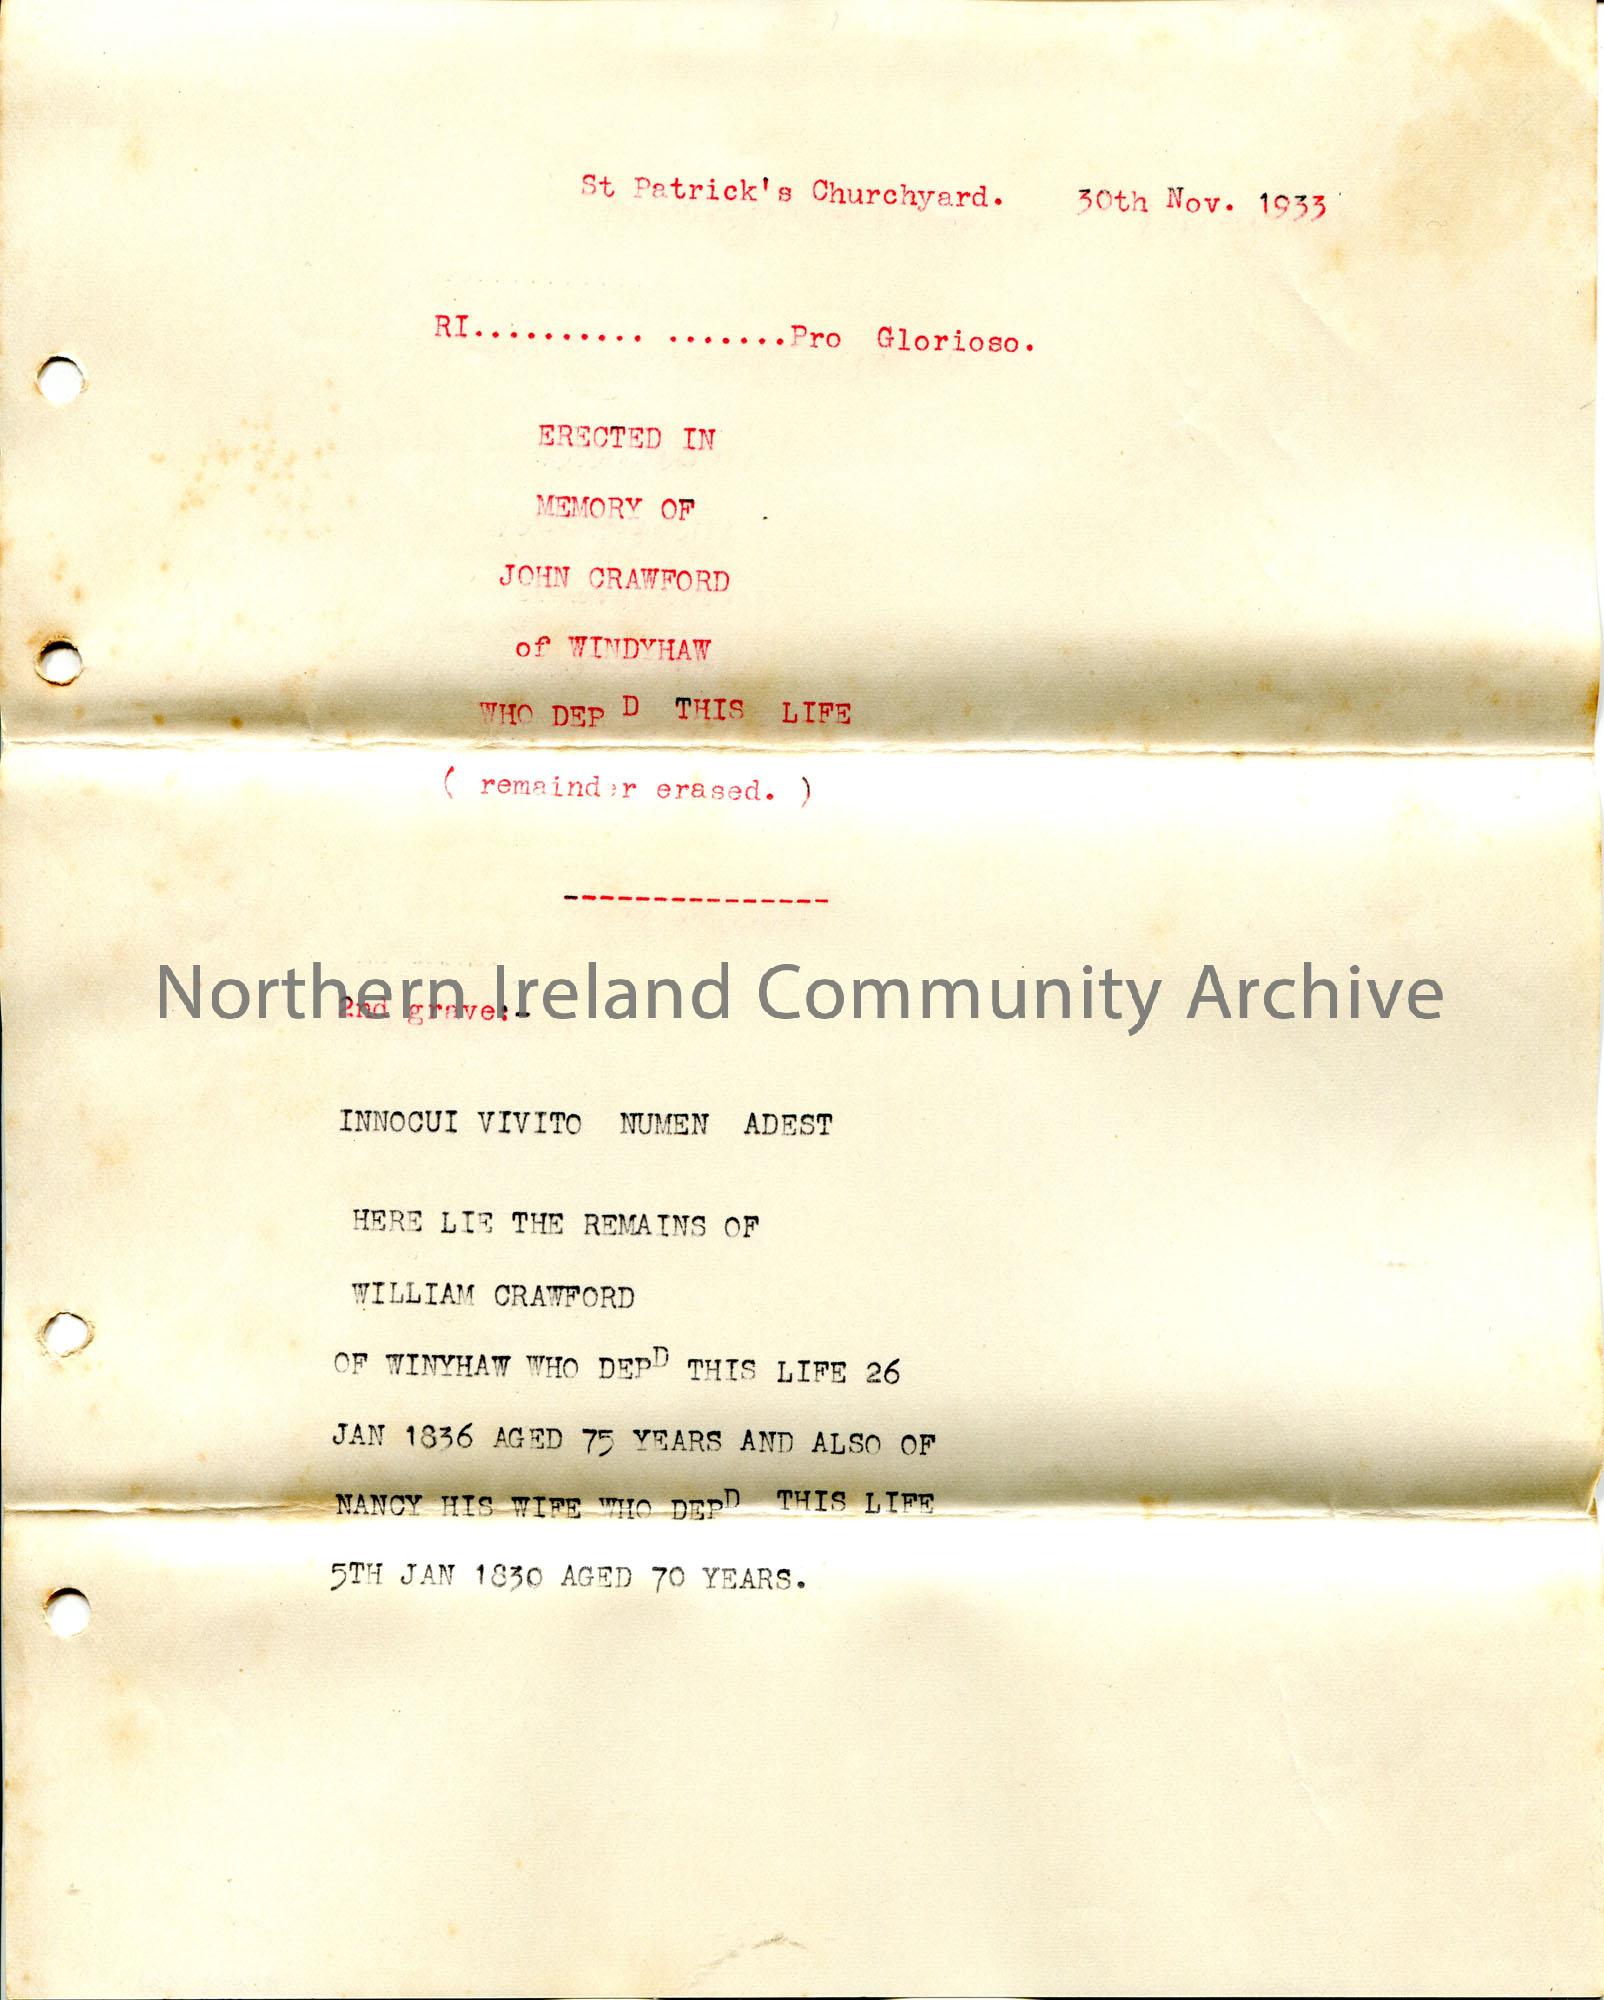 St Patrick's Churchyard. 30th Nov. 1933
RI.......... .......Pro Glorioso.
ERECTED IN
MEMORY OF
JOHN CRAWFORD
of WINDYHAW
WHO DEP D THIS LIFE
( remainder erased. )
---------------
Northern Ireland Community Archive
2nd grave:-
INNOCUI VIVITO NUMEN ADEST
HERE LIE THE REMAINS OF
WILLIAM CRAWFORD
OF WINYHAW WHO DEPD THIS LIFE 26
JAN 1836 AGED 75 YEARS AND ALSO OF
NANCY HIS WIFE WHO DEPD THIS LIFE
5TH JAN 1830 AGED 70 YEARS.